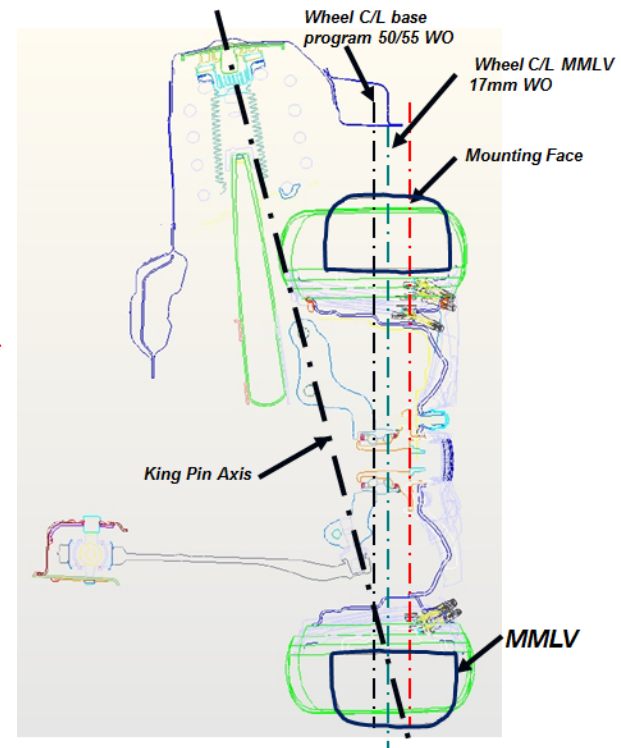 Wheel C/L base
program 50/55 WO
Wheel C/L MMLV
17mm WO
Mounting Face
King Pin Axis
MMLV